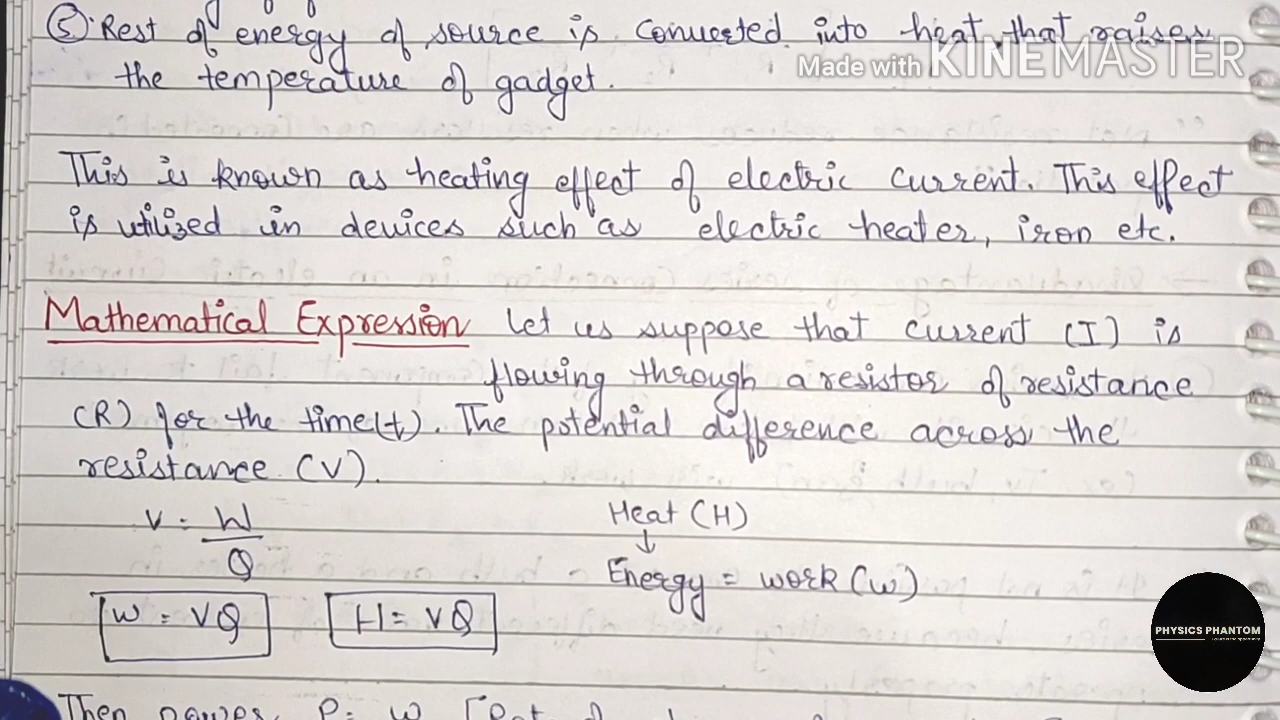 ⑤ Rest of energy of source is converted into heat that raises
Made with KINEMASTER
the temperature of gadget.
This is known as heating effect of electric current. This effect
is utilized in devices such as electric heater, iron etc.
Mathematical Expression Let us suppose that current (I) is
flowing through a resistor of resistance
(R) for the time(t). The potential difference across the
resistance (V).
V = W
Q
Heat (H)
↓
Energy = work (w)
W = VQ
H = VQ
PHYSICS PHANTOM
Then power P = W